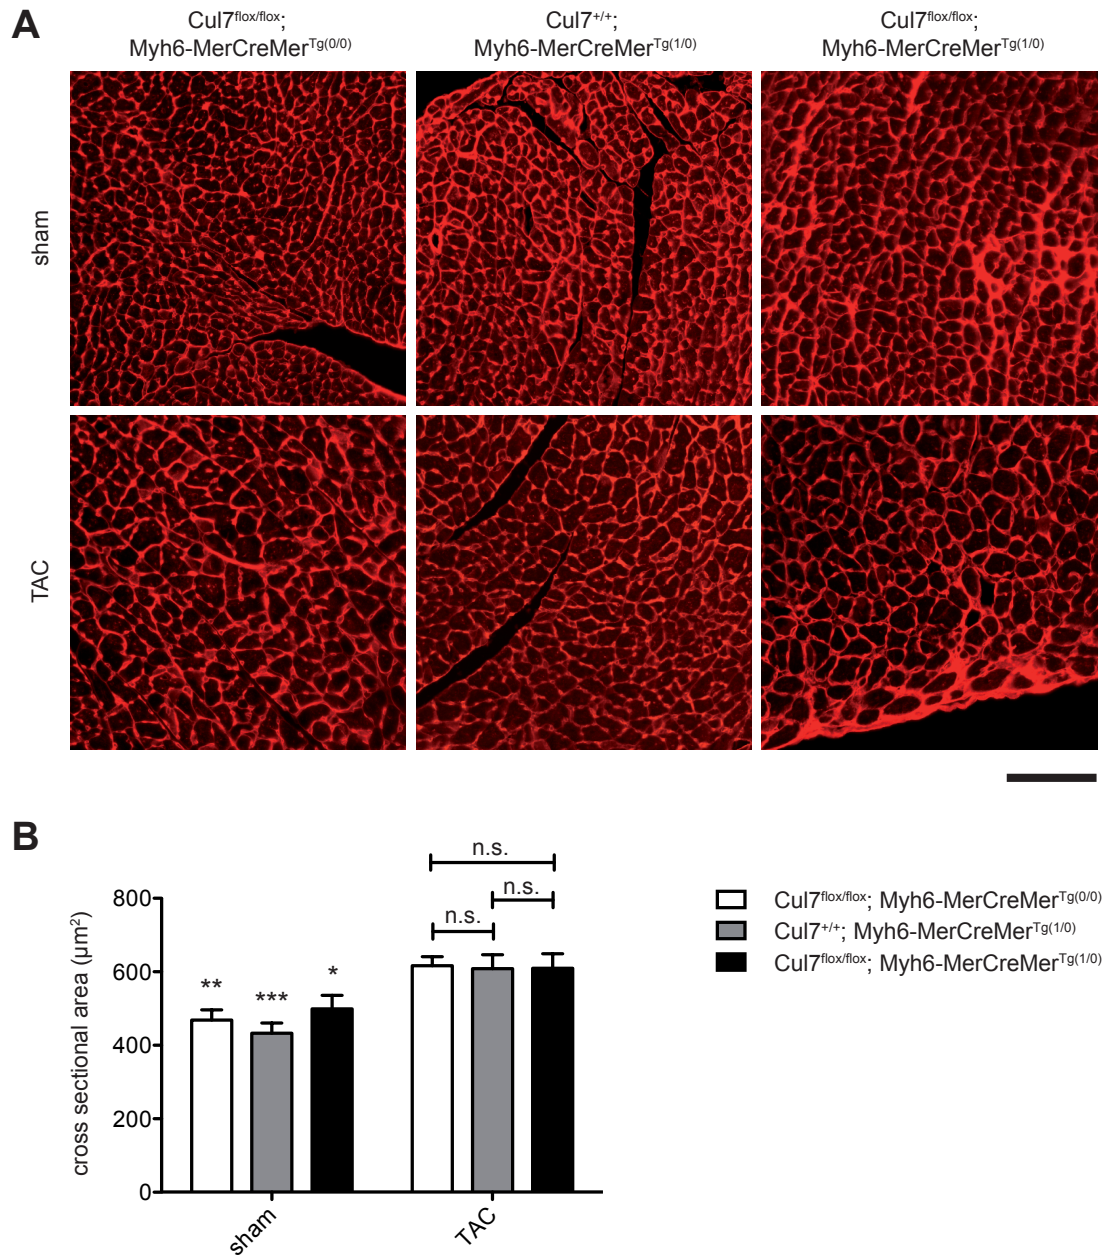 A
Cul7flox/flox;
Myh6-MerCreMerTg(0/0)
Cul7+/+;
Myh6-MerCreMerTg(1/0)
Cul7flox/flox;
Myh6-MerCreMerTg(1/0)
sham
TAC
B
cross sectional area (µm²)
800
600
400
200
0
**
***
*
n.s.
n.s.
n.s.
sham
TAC
Cul7flox/flox; Myh6-MerCreMerTg(0/0)
Cul7+/+; Myh6-MerCreMerTg(1/0)
Cul7flox/flox; Myh6-MerCreMerTg(1/0)